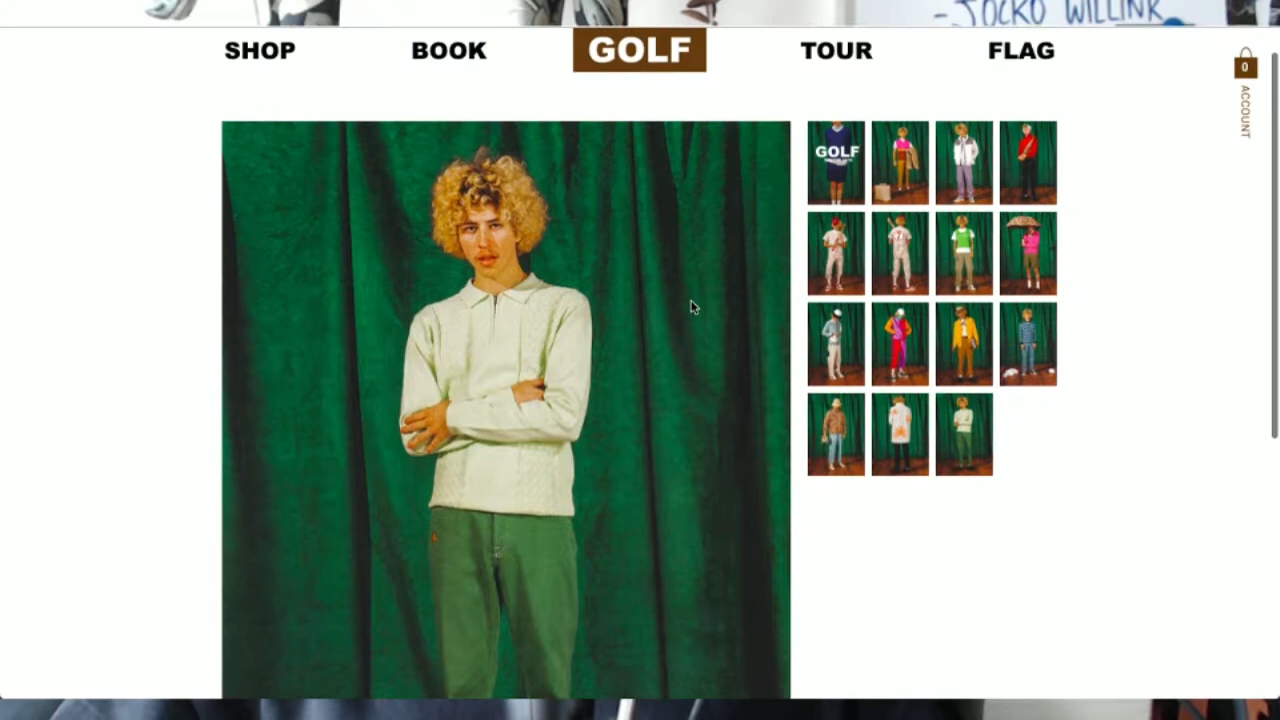 -JOCKO WILLINK
SHOP BOOK GOLF TOUR FLAG
0
ACCOUNT
GOLF